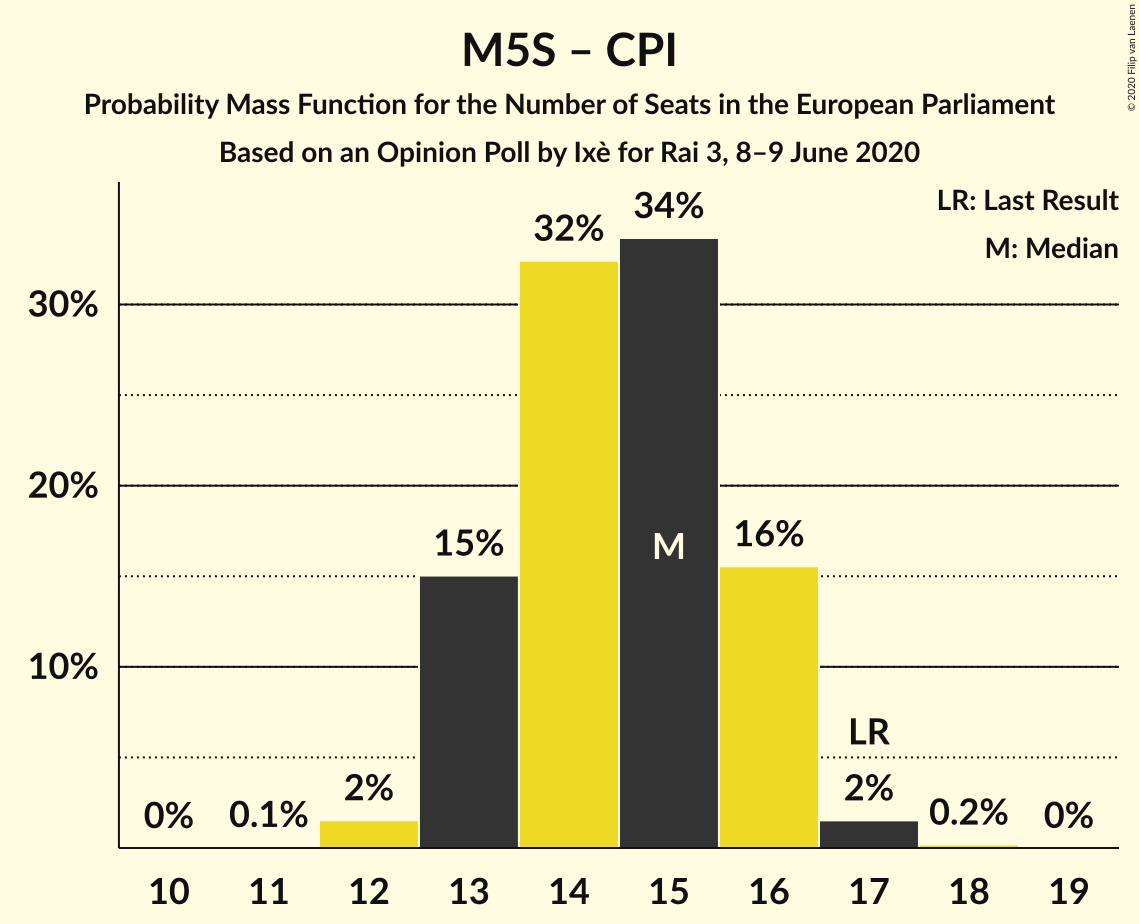 M5S – CPI
Probability Mass Function for the Number of Seats in the European Parliament
Based on an Opinion Poll by Ixè for Rai 3, 8–9 June 2020
© 2020 Filip van Laenen
LR: Last Result
M: Median
30%
20%
10%
0%
0.1%
2%
15%
32%
34%
M
16%
LR
2%
0.2%
0%
10 11 12 13 14 15 16 17 18 19